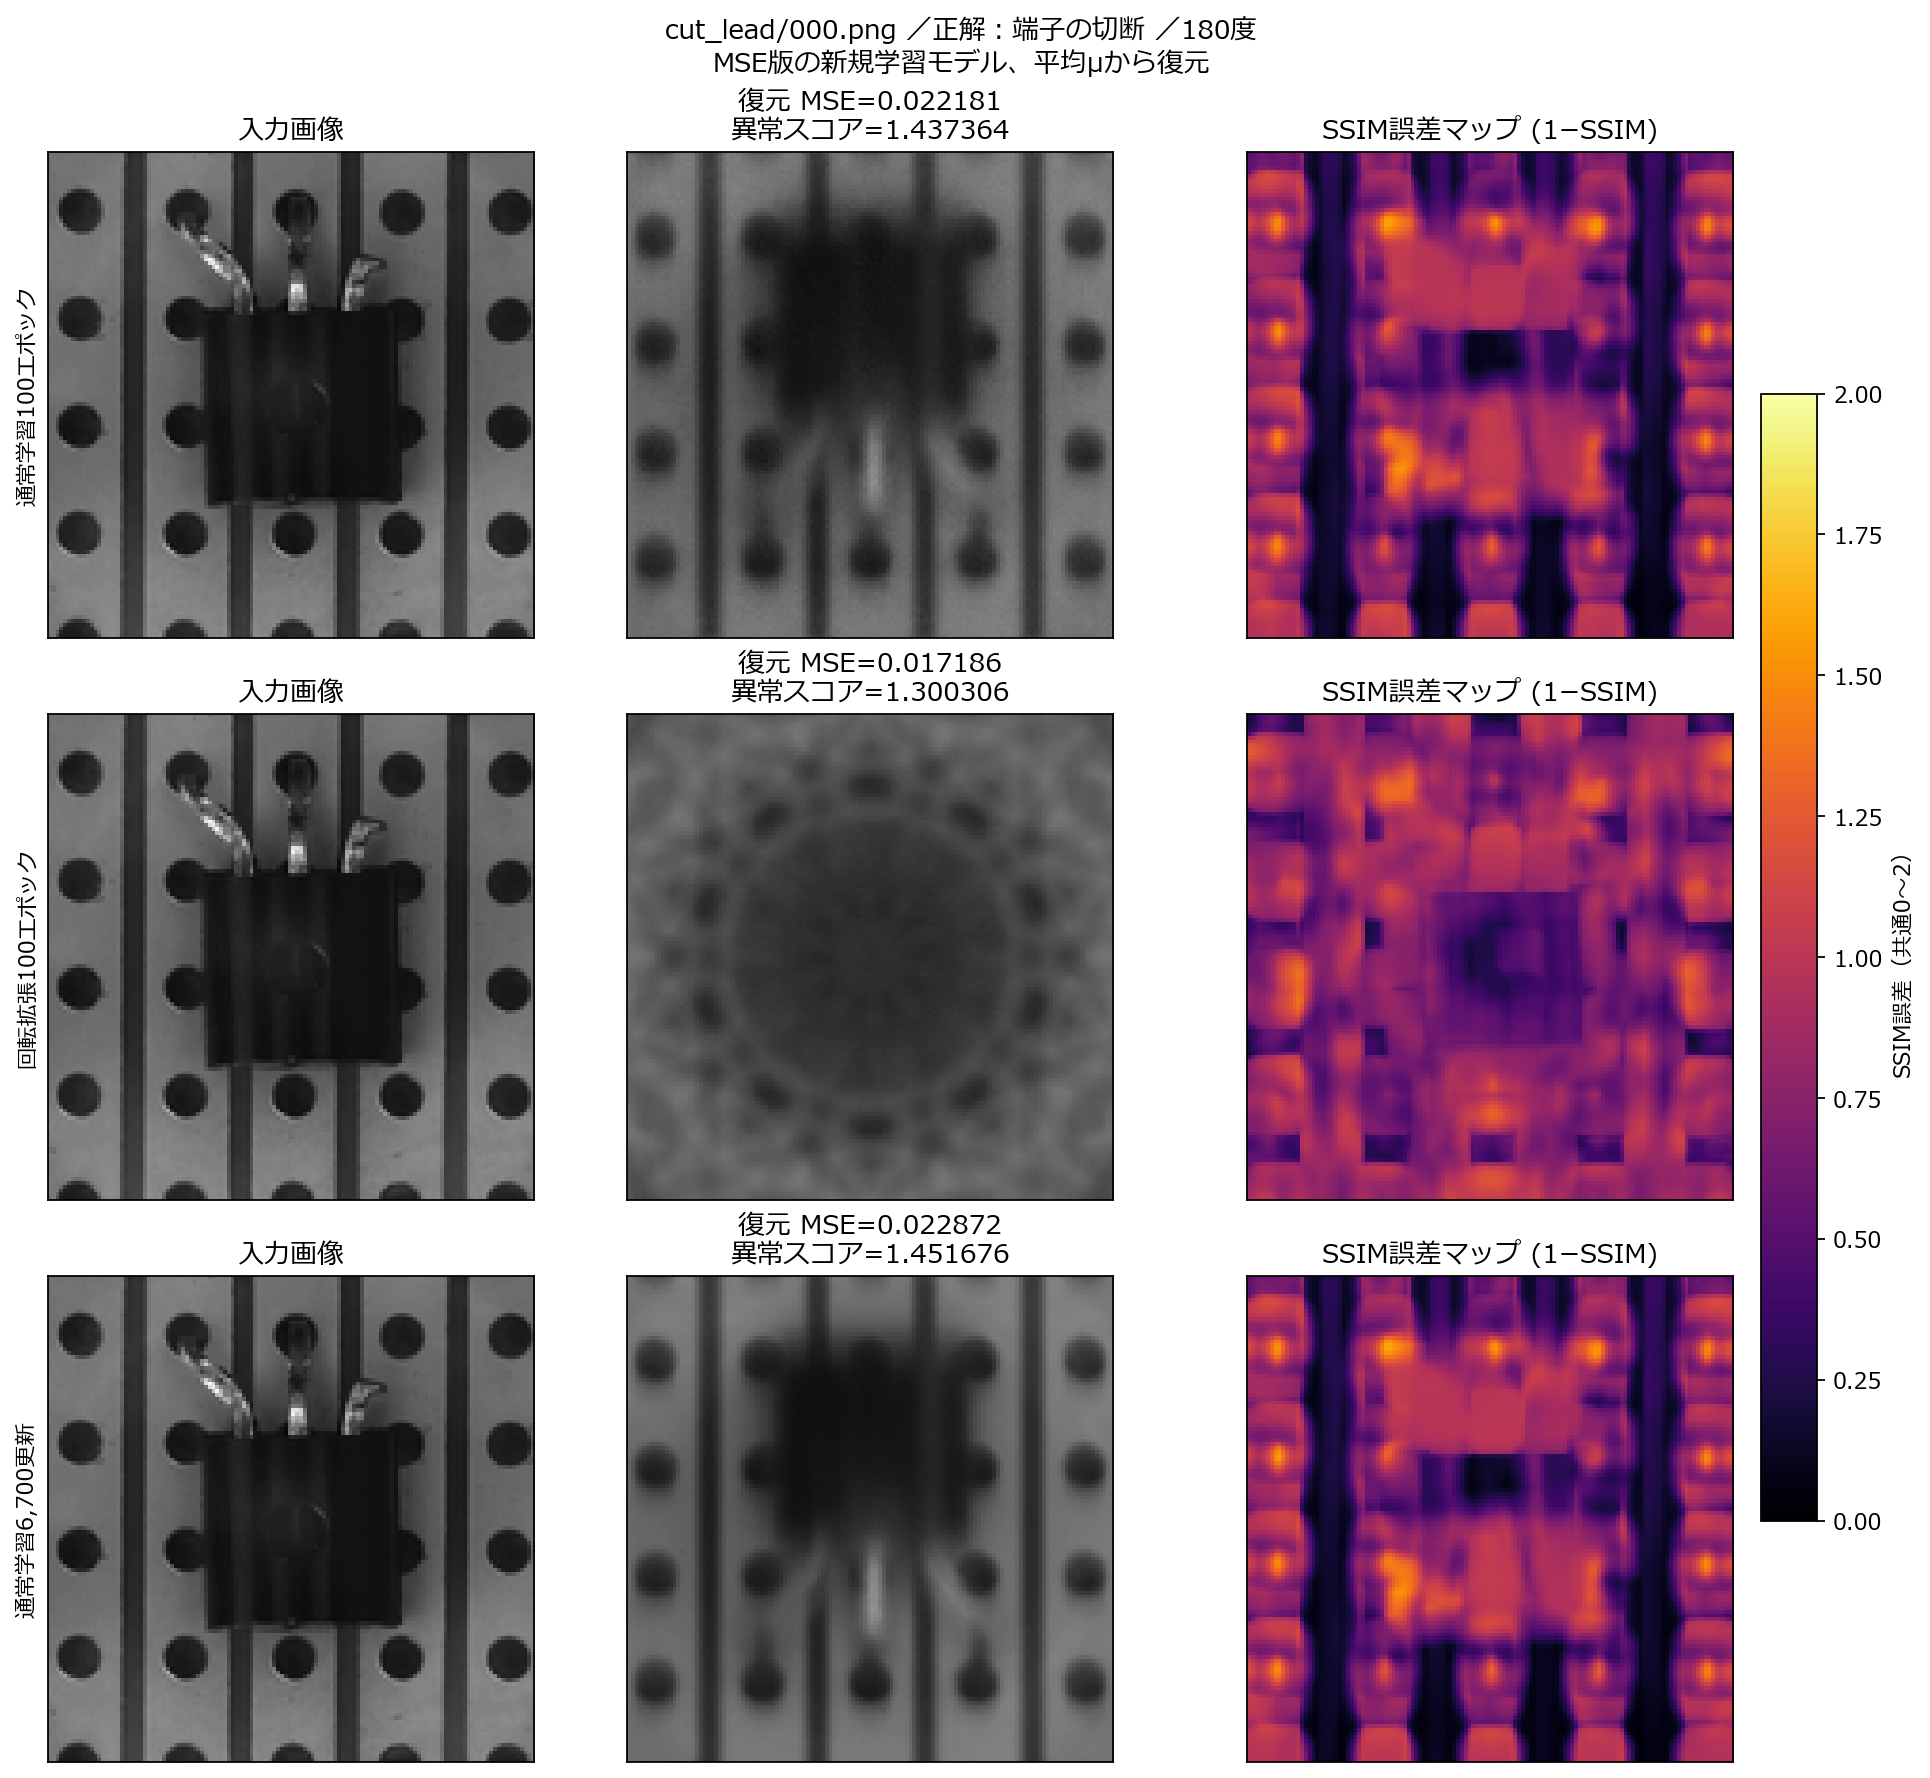 cut_lead/000.png ／正解：端子の切断 ／180度
MSE版の新規学習モデル、平均μから復元
通常学習100エポック
入力画像
復元 MSE=0.022181
異常スコア=1.437364
SSIM誤差マップ (1−SSIM)
回転拡張100エポック
入力画像
復元 MSE=0.017186
異常スコア=1.300306
SSIM誤差マップ (1−SSIM)
通常学習6,700更新
入力画像
復元 MSE=0.022872
異常スコア=1.451676
SSIM誤差マップ (1−SSIM)
2.00
1.75
1.50
1.25
1.00
0.75
0.50
0.25
0.00
SSIM誤差（共通0～2）